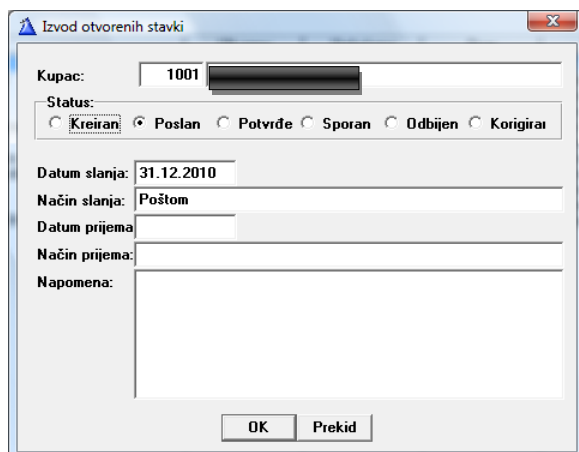 Izvod otvorenih stavki
Kupac: 1001
Status:
Kreiran Poslan Potvrđe Sporan Odbijen Korigirar
Datum slanja: 31.12.2010
Način slanja: Poštom
Datum prijema
Način prijema:
Napomena:
OK Prekid